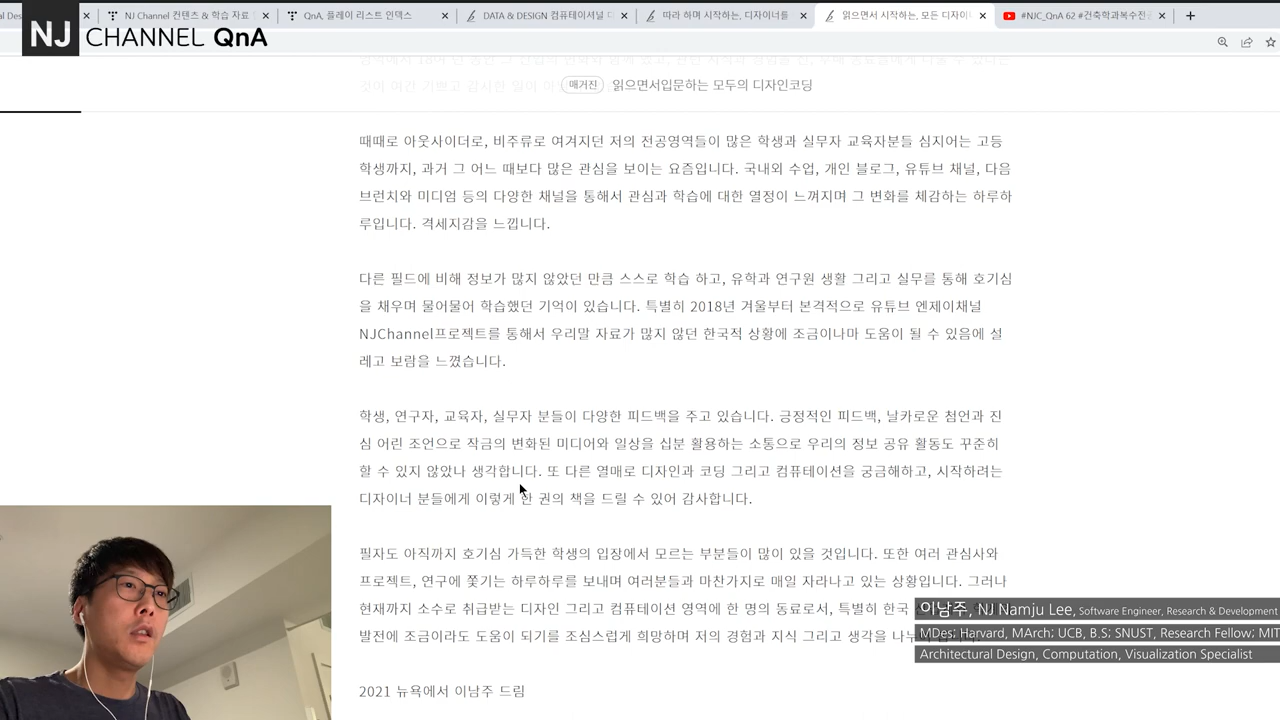 NJ Channel 컨텐츠 & 학습 자료
QnA, 플레이 리스트 인덱스
DATA & DESIGN 컴퓨테이셔널
따라 하며 시작하는, 디자이너를
읽으면서 시작하는, 모든 디자이
#NJC_QnA 62 #건축학과복수전
NJ CHANNEL QnA
매거진 읽으면서입문하는 모두의 디자인코딩
때때로 아웃사이더로, 비주류로 여겨지던 저의 전공영역들이 많은 학생과 실무자 교육자분들 심지어는 고등
학생까지, 과거 그 어느 때보다 많은 관심을 보이는 요즘입니다. 국내외 수업, 개인 블로그, 유튜브 채널, 다음
브런치와 미디엄 등의 다양한 채널을 통해서 관심과 학습에 대한 열정이 느껴지며 그 변화를 체감하는 하루하
루입니다. 격세지감을 느낍니다.
다른 필드에 비해 정보가 많지 않았던 만큼 스스로 학습 하고, 유학과 연구원 생활 그리고 실무를 통해 호기심
을 채우며 물어물어 학습했던 기억이 있습니다. 특별히 2018년 겨울부터 본격적으로 유튜브 엔제이채널
NJChannel프로젝트를 통해서 우리말 자료가 많지 않던 한국적 상황에 조금이나마 도움이 될 수 있음에 설
레고 보람을 느꼈습니다.
학생, 연구자, 교육자, 실무자 분들이 다양한 피드백을 주고 있습니다. 긍정적인 피드백, 날카로운 첨언과 진
심 어린 조언으로 작금의 변화된 미디어와 일상을 십분 활용하는 소통으로 우리의 정보 공유 활동도 꾸준히
할 수 있지 않았나 생각합니다. 또 다른 열매로 디자인과 코딩 그리고 컴퓨테이션을 궁금해하고, 시작하려는
디자이너 분들에게 이렇게 한 권의 책을 드릴 수 있어 감사합니다.
필자도 아직까지 호기심 가득한 학생의 입장에서 모르는 부분들이 많이 있을 것입니다. 또한 여러 관심사와
프로젝트, 연구에 쫓기는 하루하루를 보내며 여러분들과 마찬가지로 매일 자라나고 있는 상황입니다. 그러나
현재까지 소수로 취급받는 디자인 그리고 컴퓨테이션 영역에 한 명의 동료로서, 특별히 한국
발전에 조금이라도 도움이 되기를 조심스럽게 희망하며 저의 경험과 지식 그리고 생각을
2021 뉴욕에서 이남주 드림
이남주, NJ Namju Lee, Software Engineer, Research & Development
MDes: Harvard, MArch; UCB, B.S; SNUST, Research Fellow; MIT
Architectural Design, Computation, Visualization Specialist